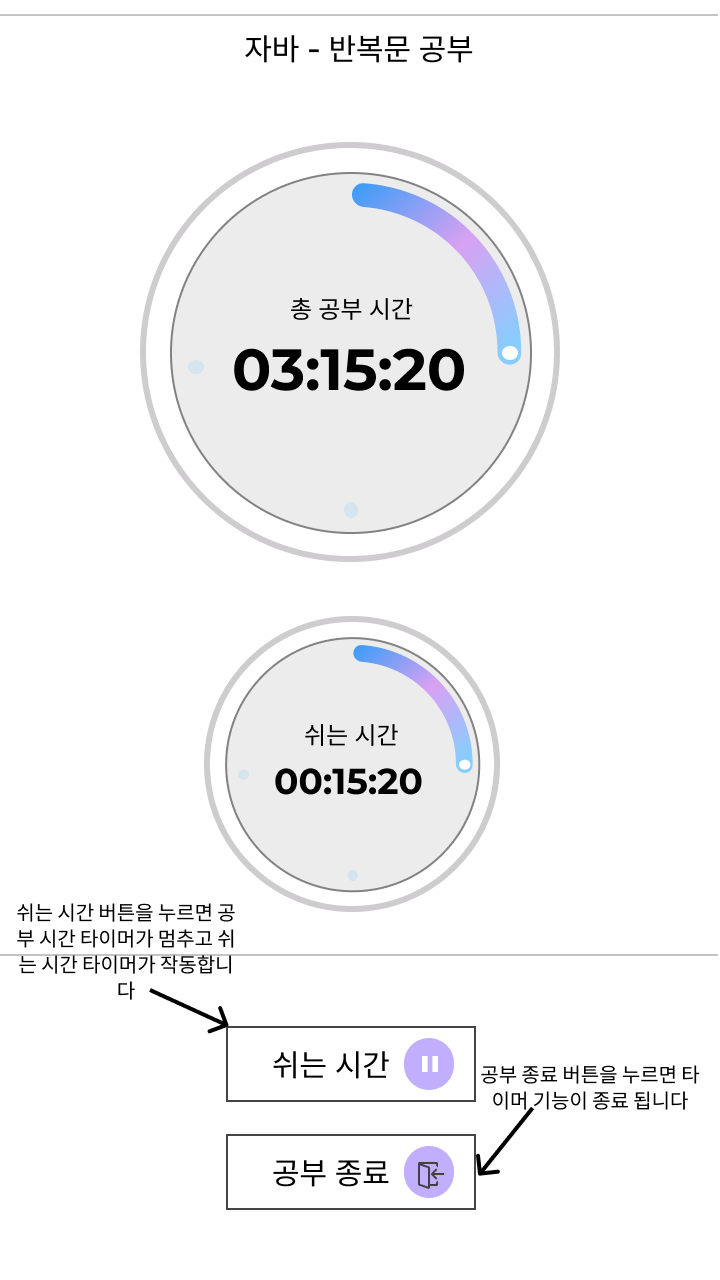 자바 - 반복문 공부
총 공부 시간
03:15:20
쉬는 시간
00:15:20
쉬는 시간 버튼을 누르면 공
부 시간 타이머가 멈추고 쉬
는 시간 타이머가 작동합니
다
쉬는 시간
공부 종료 버튼을 누르면 타
이머 기능이 종료 됩니다
공부 종료